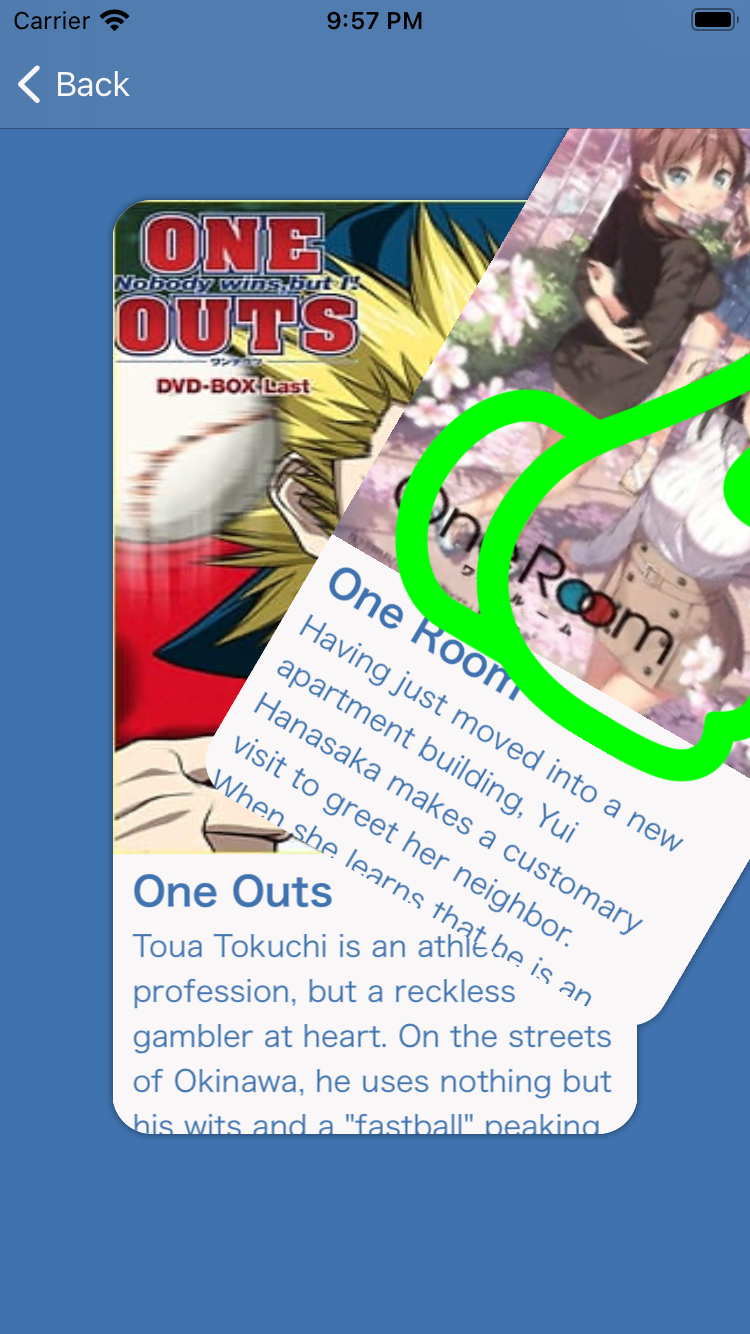 Carrier
9:57 PM
Back
ONE
Nobody wins,but I!
OUTS
ワンナウツ
DVD-BOX Last
One Room
ワンルーム
One Room
Having just moved into a new
apartment building, Yui
Hanasaka makes a customary
visit to greet her neighbor.
When she learns that he is an
One Outs
Toua Tokuchi is an athlete
profession, but a reckless
gambler at heart. On the streets
of Okinawa, he uses nothing but
his wits and a "fastball" peaking